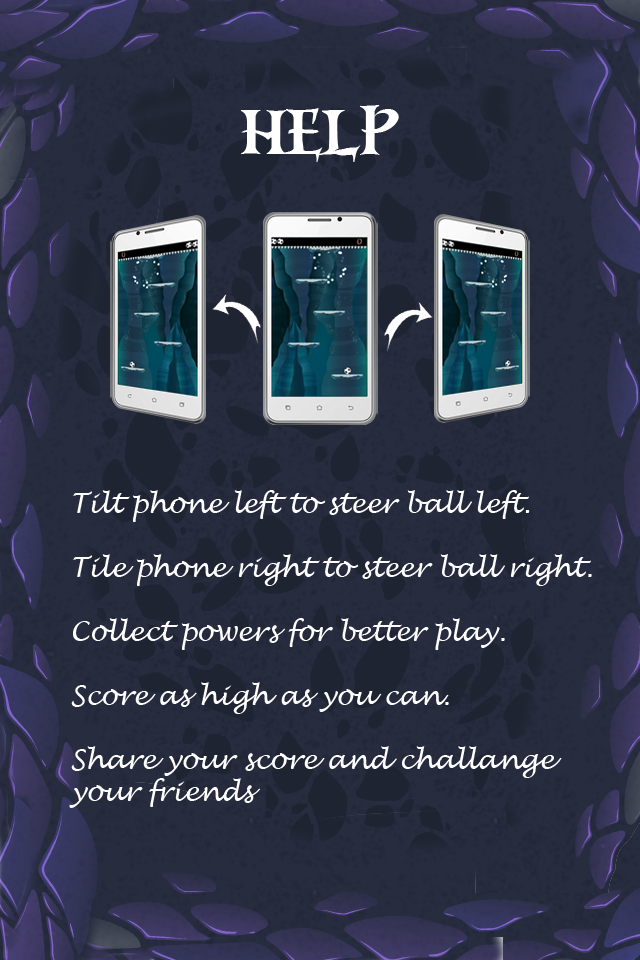 HELP
Tilt phone left to steer ball left.
Tile phone right to steer ball right.
Collect powers for better play.
Score as high as you can.
Share your score and challange
your friends